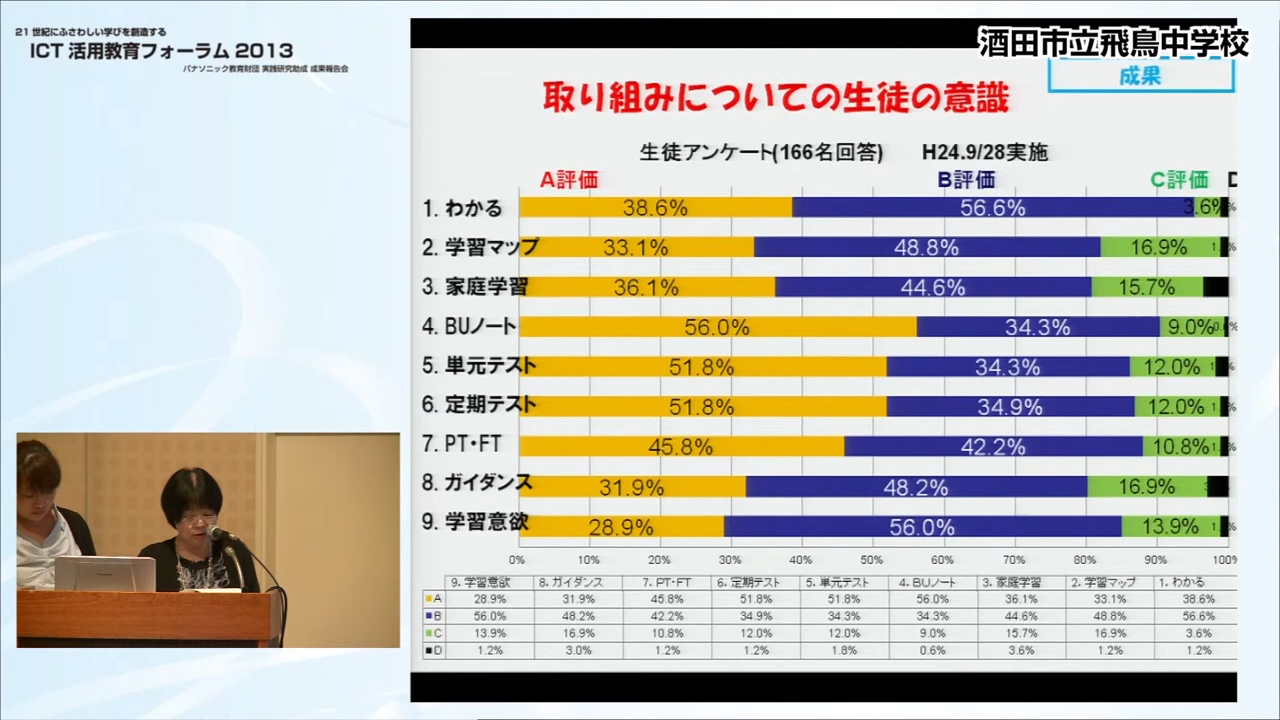 21世紀にふさわしい学びを創造する
ICT 活用教育フォーラム 2013
パナソニック教育財団 実践研究助成 成果報告会
酒田市立飛鳥中学校
成果
取り組みについての生徒の意識
生徒アンケート(166名回答) H24.9/28実施
A評価 B評価 C評価 D
1. わかる 38.6% 56.6% 3.6%
2. 学習マップ 33.1% 48.8% 16.9%
3. 家庭学習 36.1% 44.6% 15.7%
4. BUノート 56.0% 34.3% 9.0%
5. 単元テスト 51.8% 34.3% 12.0%
6. 定期テスト 51.8% 34.9% 12.0%
7. PT・FT 45.8% 42.2% 10.8%
8. ガイダンス 31.9% 48.2% 16.9%
9. 学習意欲 28.9% 56.0% 13.9%
0% 10% 20% 30% 40% 50% 60% 70% 80% 90% 100%
9. 学習意欲 8. ガイダンス 7. PT・FT 6. 定期テスト 5. 単元テスト 4. BUノート 3. 家庭学習 2. 学習マップ 1. わかる
A 28.9% 31.9% 45.8% 51.8% 51.8% 56.0% 36.1% 33.1% 38.6%
B 56.0% 48.2% 42.2% 34.9% 34.3% 34.3% 44.6% 48.8% 56.6%
C 13.9% 16.9% 10.8% 12.0% 12.0% 9.0% 15.7% 16.9% 3.6%
D 1.2% 3.0% 1.2% 1.2% 1.8% 0.6% 3.6% 1.2% 1.2%